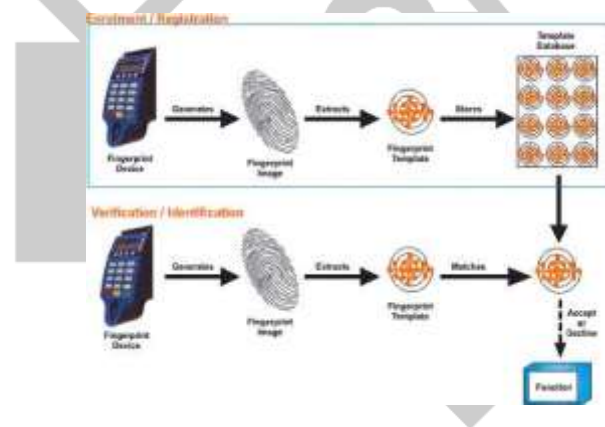 Enrolment / Registration
Template
Database
Generates
Extracts
Stores
Fingerprint
Device
Fingerprint
Image
Fingerprint
Template
Verification / Identification
Generates
Extracts
Matches
Fingerprint
Device
Fingerprint
Image
Fingerprint
Template
Accept
or
Decline
Function